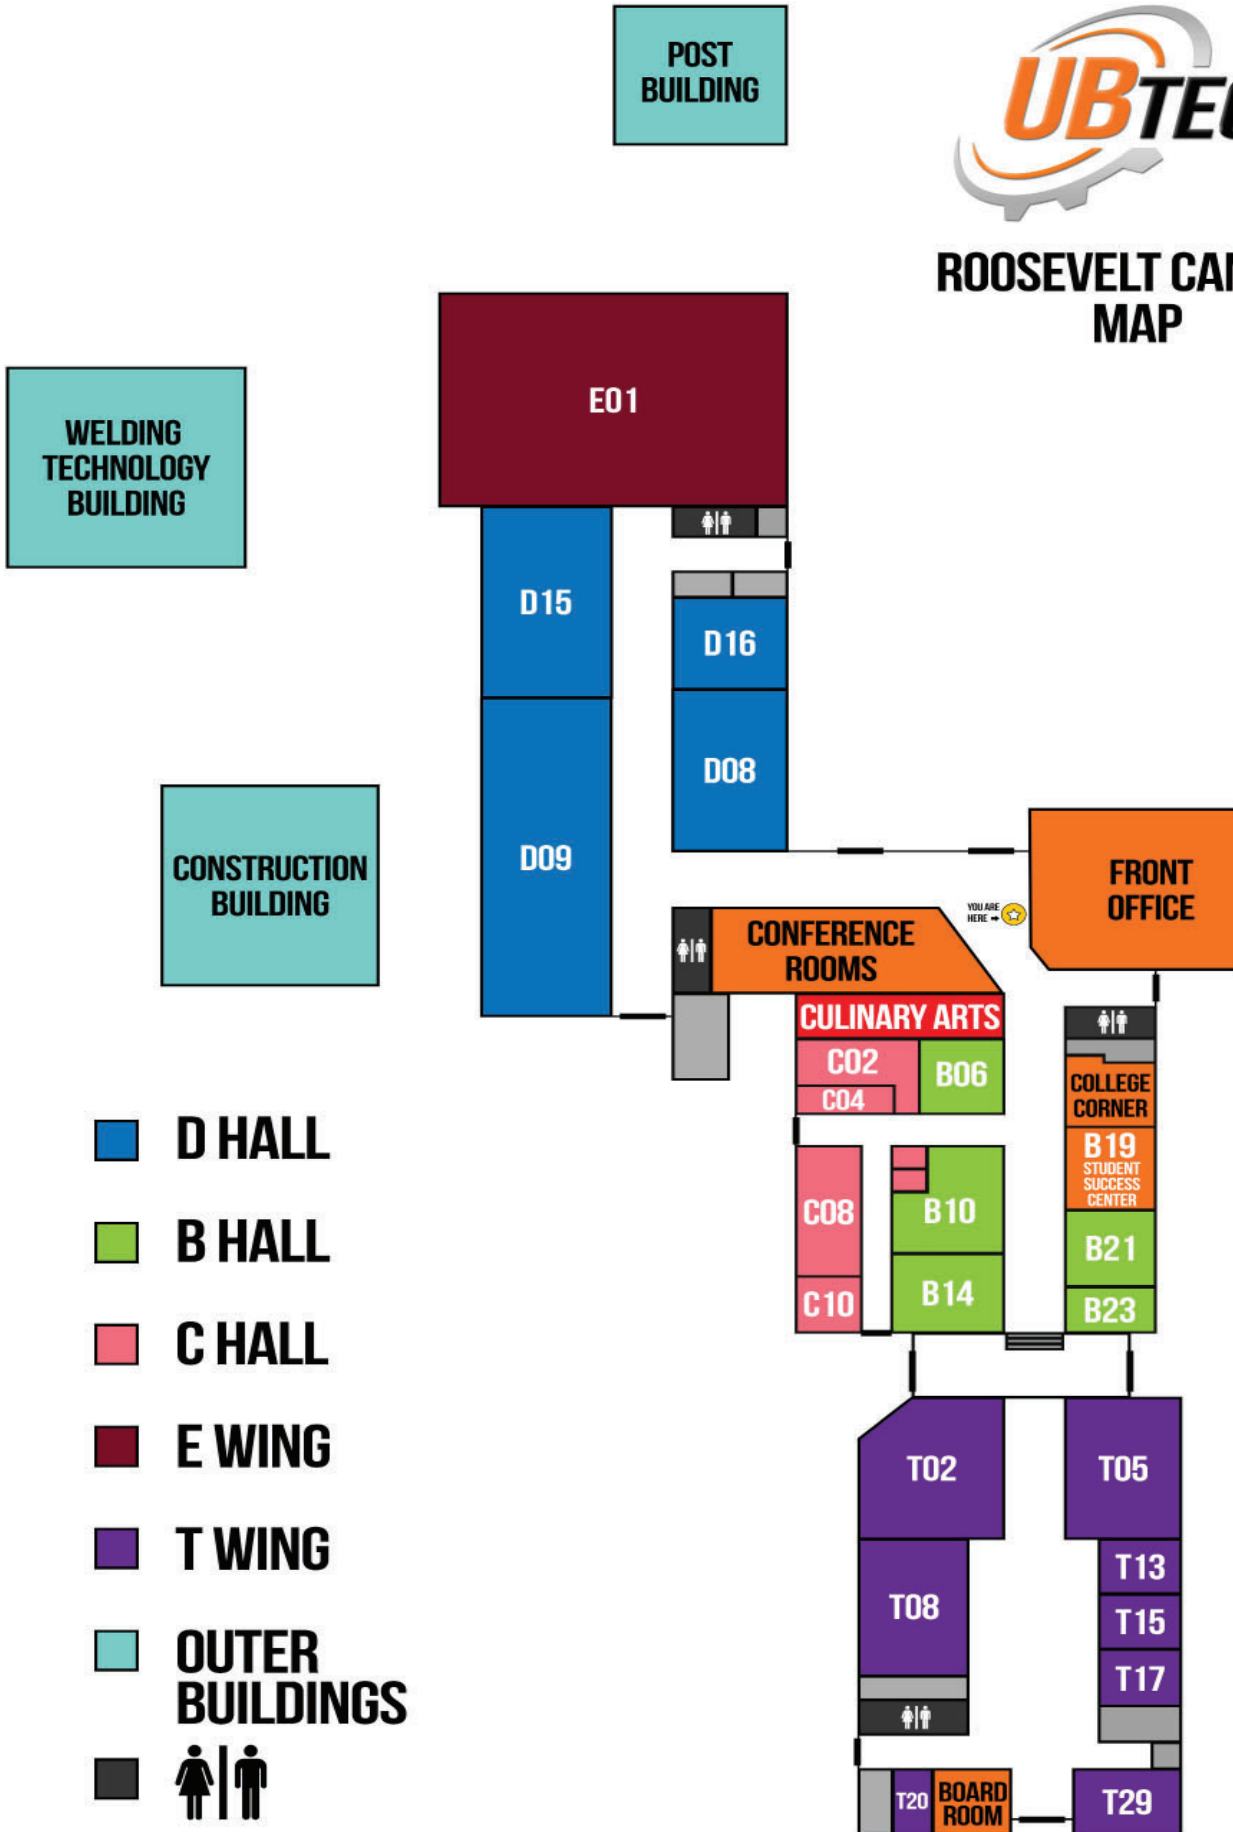 POST
BUILDING
UBTEC
ROOSEVELT CAM
MAP
E01
WELDING
TECHNOLOGY
BUILDING
D15
D16
D08
D09
CONSTRUCTION
BUILDING
FRONT
OFFICE
YOU ARE
HERE
CONFERENCE
ROOMS
CULINARY ARTS
C02
B06
C04
COLLEGE
CORNER
B19
STUDENT
SUCCESS
CENTER
C08
B10
B21
C10
B14
B23
D HALL
B HALL
C HALL
E WING
T WING
OUTER
BUILDINGS
T02
T05
T08
T13
T15
T17
T20
BOARD
ROOM
T29